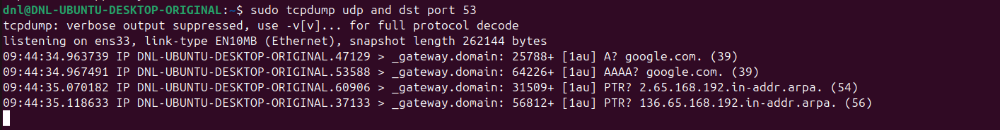 dnl@DNL-UBUNTU-DESKTOP-ORIGINAL:~$ sudo tcpdump udp and dst port 53
tcpdump: verbose output suppressed, use -v[v]... for full protocol decode
listening on ens33, link-type EN10MB (Ethernet), snapshot length 262144 bytes
09:44:34.963739 IP DNL-UBUNTU-DESKTOP-ORIGINAL.47129 > _gateway.domain: 25788+ [1au] A? google.com. (39)
09:44:34.967491 IP DNL-UBUNTU-DESKTOP-ORIGINAL.53588 > _gateway.domain: 64226+ [1au] AAAA? google.com. (39)
09:44:35.070182 IP DNL-UBUNTU-DESKTOP-ORIGINAL.60906 > _gateway.domain: 31509+ [1au] PTR? 2.65.168.192.in-addr.arpa. (54)
09:44:35.118633 IP DNL-UBUNTU-DESKTOP-ORIGINAL.37133 > _gateway.domain: 56812+ [1au] PTR? 136.65.168.192.in-addr.arpa. (56)